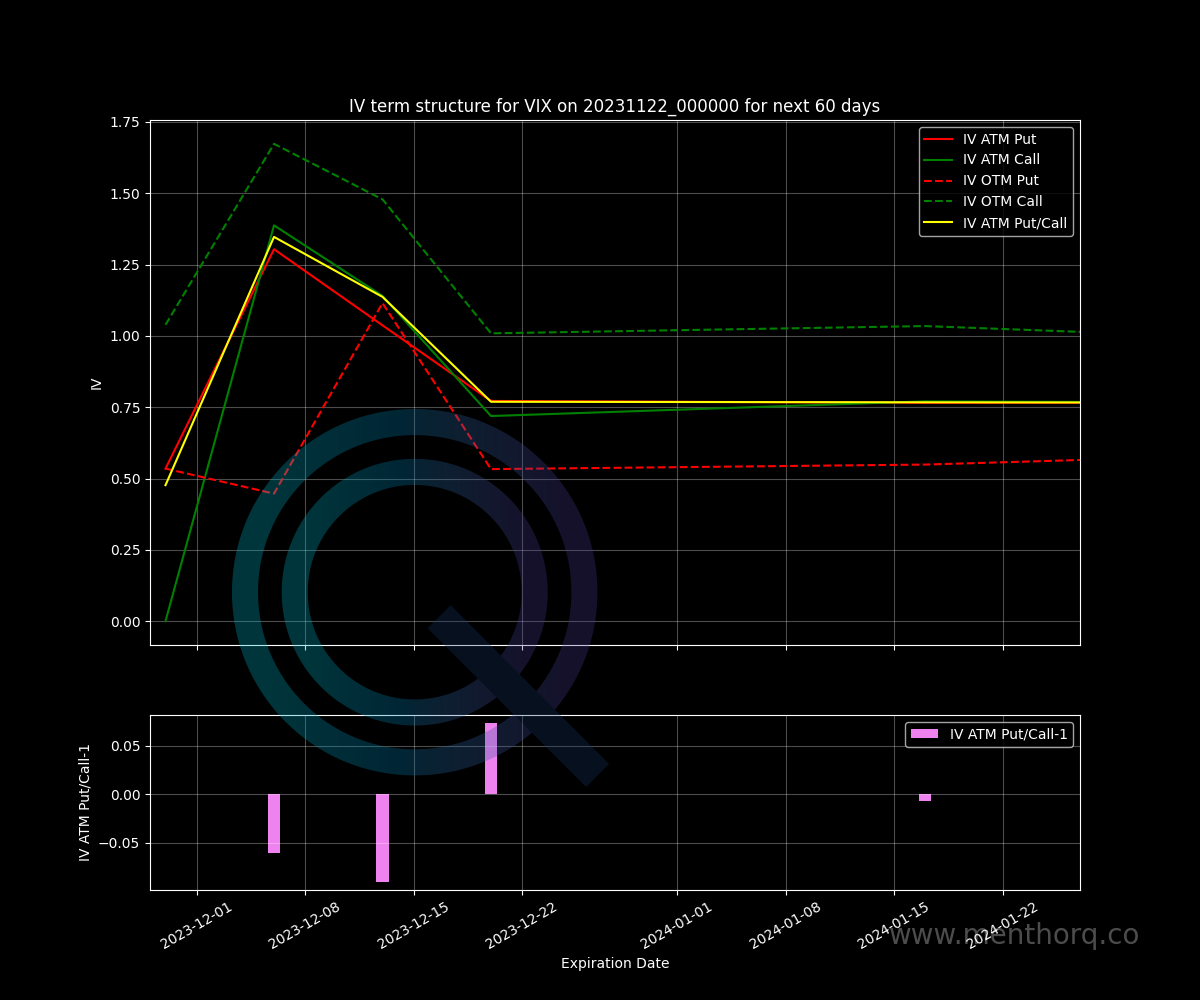 IV term structure for VIX on 20231122_000000 for next 60 days
1.75
1.50
1.25
1.00
0.75
0.50
0.25
0.00
IV
IV ATM Put
IV ATM Call
IV OTM Put
IV OTM Call
IV ATM Put/Call
0.05
0.00
−0.05
IV ATM Put/Call-1
IV ATM Put/Call-1
2023-12-01
2023-12-08
2023-12-15
2023-12-22
2024-01-01
2024-01-08
2024-01-15
2024-01-22
www.menthorq.co
Expiration Date